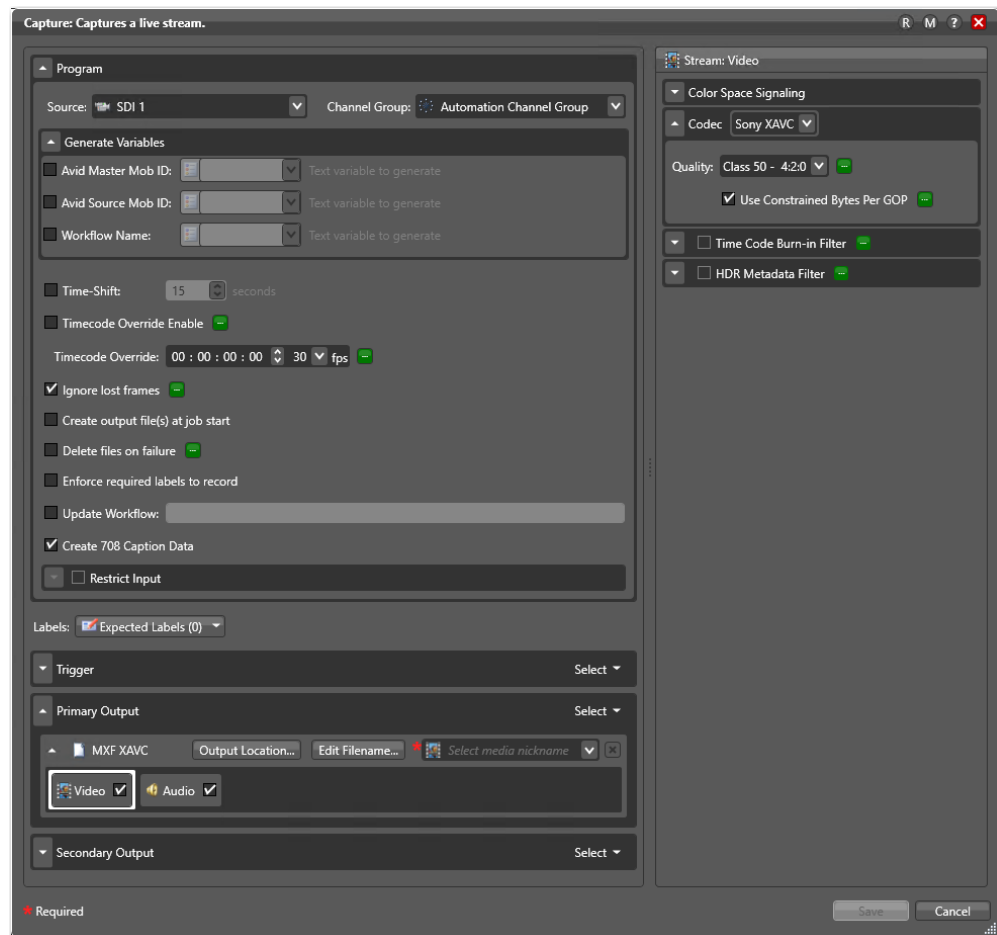 Capture: Captures a live stream.
R M ?
Program
Source: SDI 1 Channel Group: Automation Channel Group
Generate Variables
Avid Master Mob ID: Text variable to generate
Avid Source Mob ID: Text variable to generate
Workflow Name: Text variable to generate
Time-Shift: 15 seconds
Timecode Override Enable
Timecode Override: 00 : 00 : 00 : 00 30 fps
Ignore lost frames
Create output file(s) at job start
Delete files on failure
Enforce required labels to record
Update Workflow:
Create 708 Caption Data
Restrict Input
Labels: Expected Labels (0)
Trigger Select
Primary Output Select
MXF XAVC Output Location... Edit Filename... * Select media nickname
Video Audio
Secondary Output Select
Stream: Video
Color Space Signaling
Codec Sony XAVC
Quality: Class 50 - 4:2:0
Use Constrained Bytes Per GOP
Time Code Burn-in Filter
HDR Metadata Filter
* Required
Save Cancel